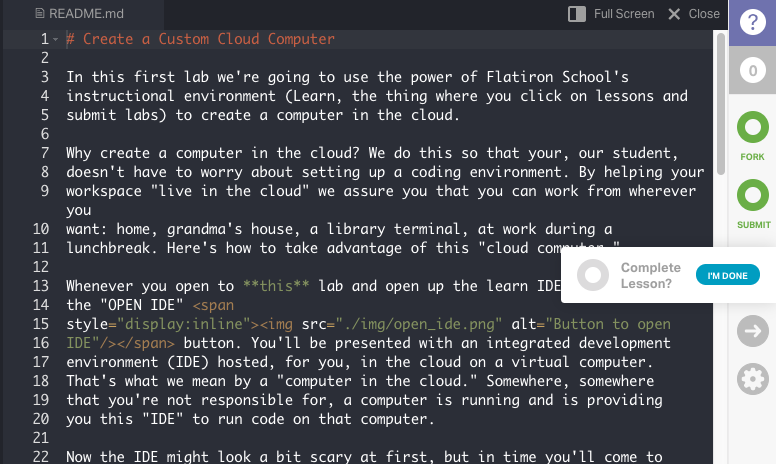 README.md
Full Screen
Close
?
1 # Create a Custom Cloud Computer
2
3 In this first lab we're going to use the power of Flatiron School's
4 instructional environment (Learn, the thing where you click on lessons and
5 submit labs) to create a computer in the cloud.
6
7 Why create a computer in the cloud? We do this so that your, our student,
8 doesn't have to worry about setting up a coding environment. By helping your
9 workspace "live in the cloud" we assure you that you can work from wherever
you
10 want: home, grandma's house, a library terminal, at work during a
11 lunchbreak. Here's how to take advantage of this "cloud computer."
12
13 Whenever you open to **this** lab and open up the learn IDE
14 the "OPEN IDE" <span
15 style="display:inline"><img src="./img/open_ide.png" alt="Button to open
16 IDE"/></span> button. You'll be presented with an integrated development
17 environment (IDE) hosted, for you, in the cloud on a virtual computer.
18 That's what we mean by a "computer in the cloud." Somewhere, somewhere
19 that you're not responsible for, a computer is running and is providing
20 you this "IDE" to run code on that computer.
21
22 Now the IDE might look a bit scary at first, but in time you'll come to
0
FORK
SUBMIT
Complete
Lesson?
I'M DONE